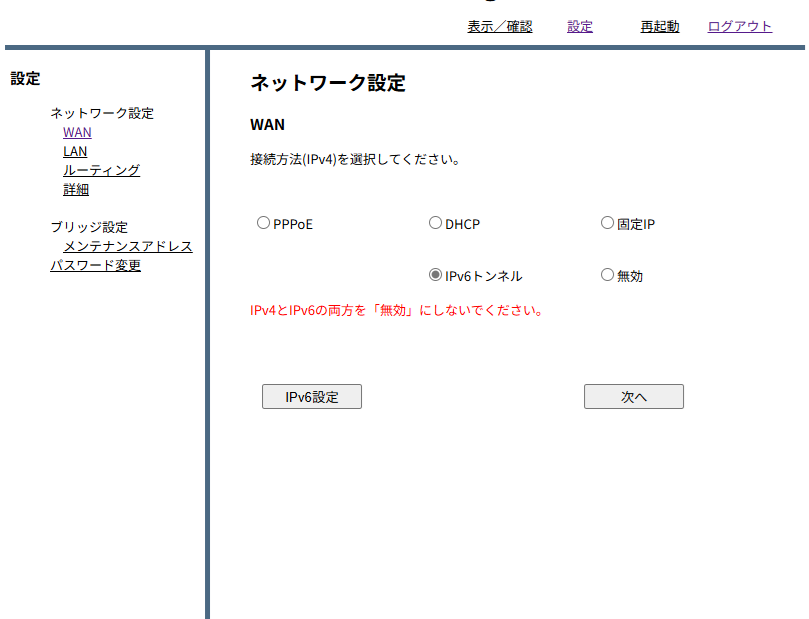 表示／確認 設定 再起動 ログアウト
設定
ネットワーク設定
WAN
LAN
ルーティング
詳細
ブリッジ設定
メンテナンスアドレス
パスワード変更
ネットワーク設定
WAN
接続方法(IPv4)を選択してください。
PPPoE DHCP 固定IP
IPv6トンネル 無効
IPv4とIPv6の両方を「無効」にしないでください。
IPv6設定 次へ